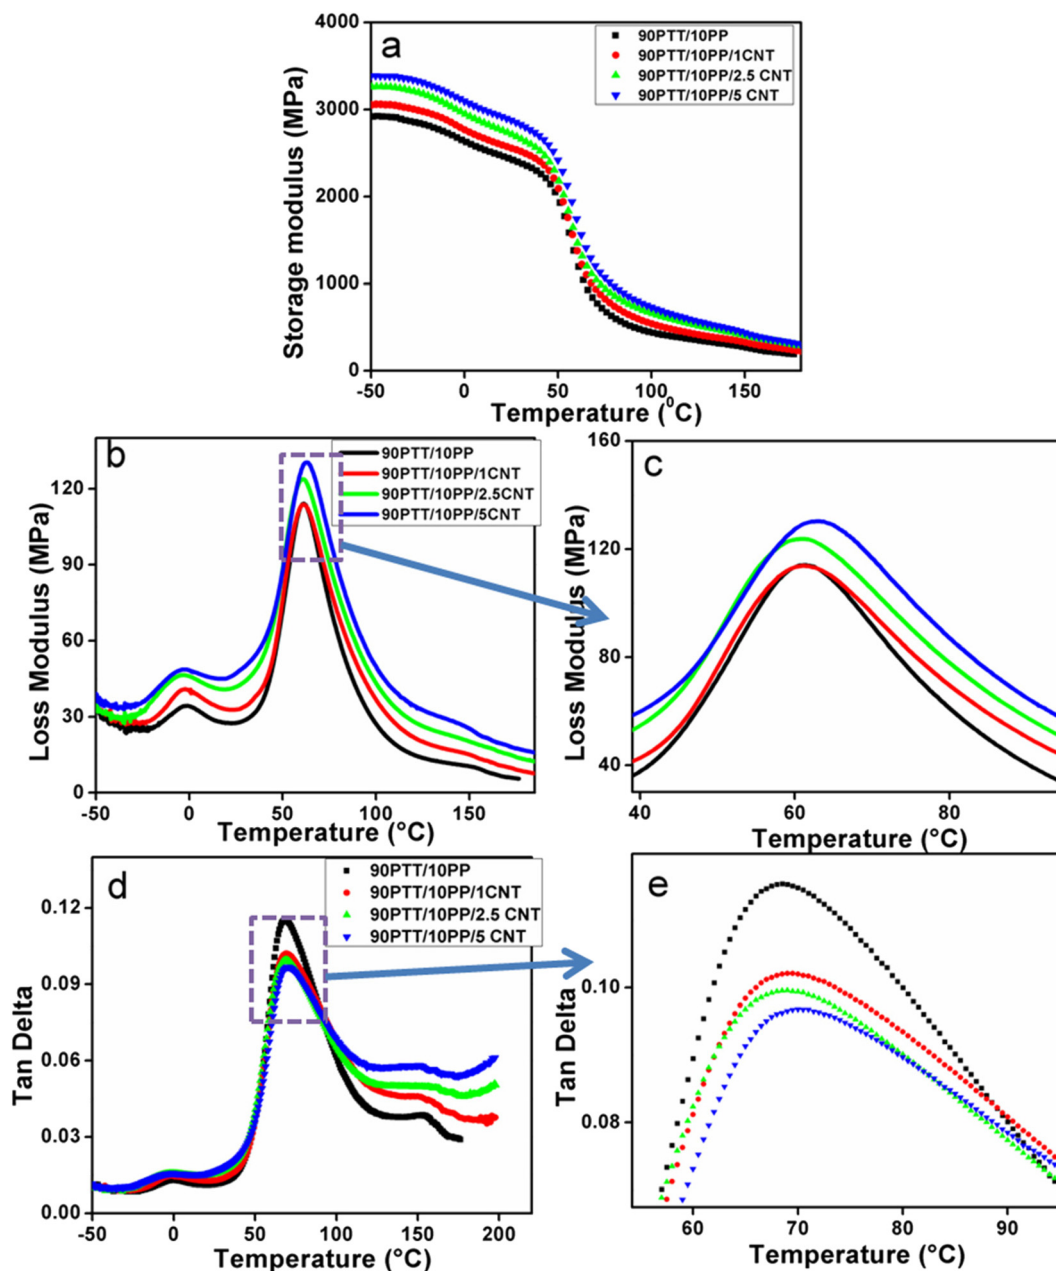 a
90PTT/10PP
90PTT/10PP/1CNT
90PTT/10PP/2.5 CNT
90PTT/10PP/5 CNT
4000
3000
2000
1000
0
Storage modulus (MPa)
-50
0
50
100
150
Temperature (⁰C)
b
90PTT/10PP
90PTT/10PP/1CNT
90PTT/10PP/2.5CNT
90PTT/10PP/5CNT
120
90
60
30
0
Loss Modulus (MPa)
-50
0
50
100
150
Temperature (°C)
c
160
120
80
40
Loss Modulus (MPa)
40
60
80
Temperature (°C)
d
90PTT/10PP
90PTT/10PP/1CNT
90PTT/10PP/2.5 CNT
90PTT/10PP/5 CNT
0.12
0.09
0.06
0.03
0.00
Tan Delta
-50
0
50
100
150
200
Temperature (°C)
e
0.10
0.08
Tan Delta
60
70
80
90
Temperature (°C)